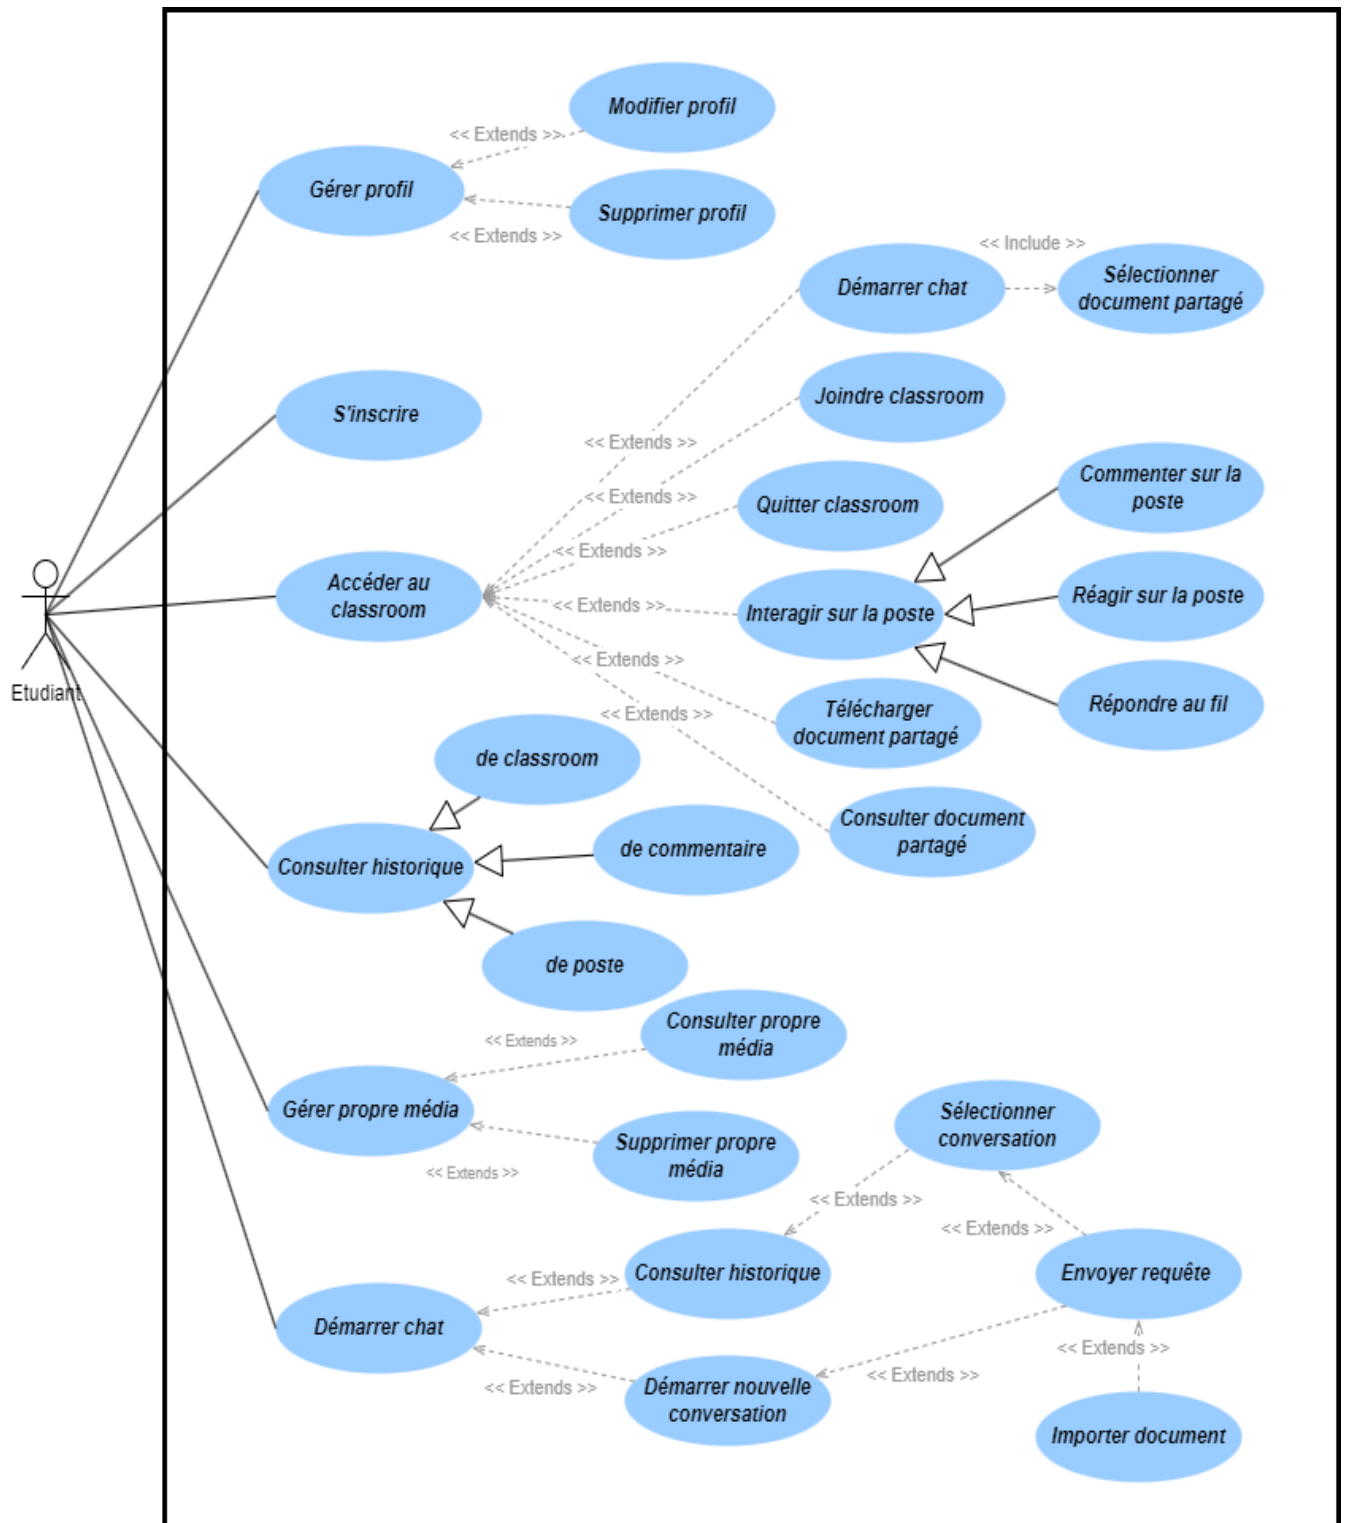 Modifier profil
<< Extends >>
Gérer profil
Supprimer profil
<< Extends >>
<< Include >>
Démarrer chat
Sélectionner
document partagé
Joindre classroom
S'inscrire
<< Extends >>
Commenter sur la
poste
<< Extends >>
Quitter classroom
<< Extends >>
Accéder au
classroom
<< Extends >>
Interagir sur la poste
Réagir sur la poste
<< Extends >>
Etudiant
Répondre au fil
<< Extends >>
Télécharger
document partagé
de classroom
Consulter document
partagé
de commentaire
Consulter historique
de poste
Consulter propre
média
<< Extends >>
Gérer propre média
Sélectionner
conversation
Supprimer propre
média
<< Extends >>
<< Extends >>
<< Extends >>
Consulter historique
Envoyer requête
<< Extends >>
Démarrer chat
<< Extends >>
<< Extends >>
<< Extends >>
Démarrer nouvelle
conversation
Importer document